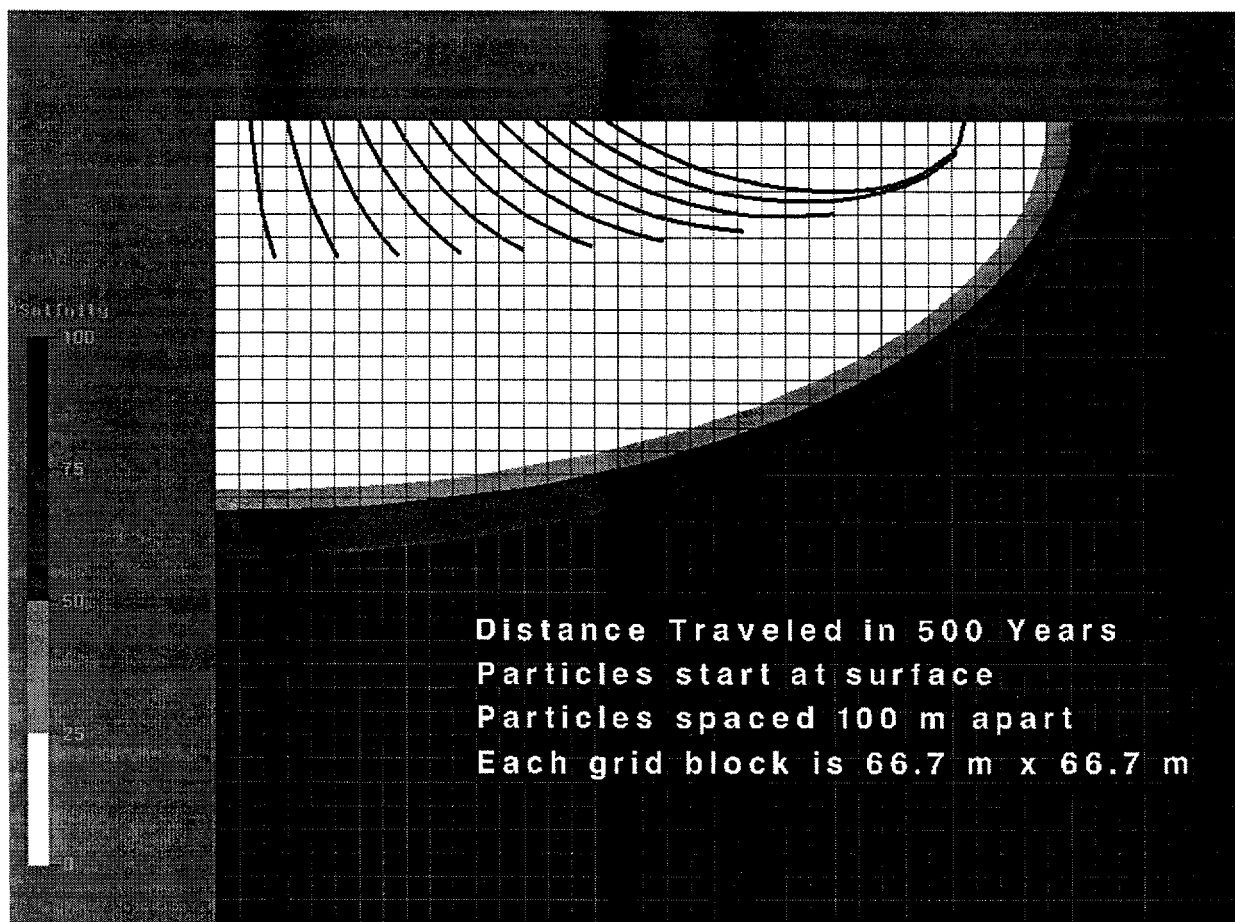 Salinity
100
75
50
25
0
Distance Traveled in 500 Years
Particles start at surface
Particles spaced 100 m apart
Each grid block is 66.7 m x 66.7 m